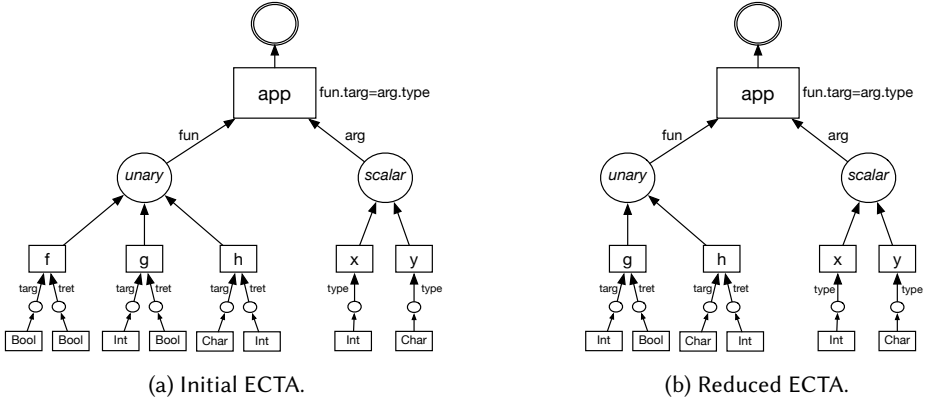 app fun.targ=arg.type
fun arg
unary scalar
f g h x y
targ tret targ tret targ tret type type
Bool Bool Int Bool Char Int Int Char
(a) Initial ECTA.
app fun.targ=arg.type
fun arg
unary scalar
g h x y
targ tret targ tret type type
Int Bool Char Int Int Char
(b) Reduced ECTA.